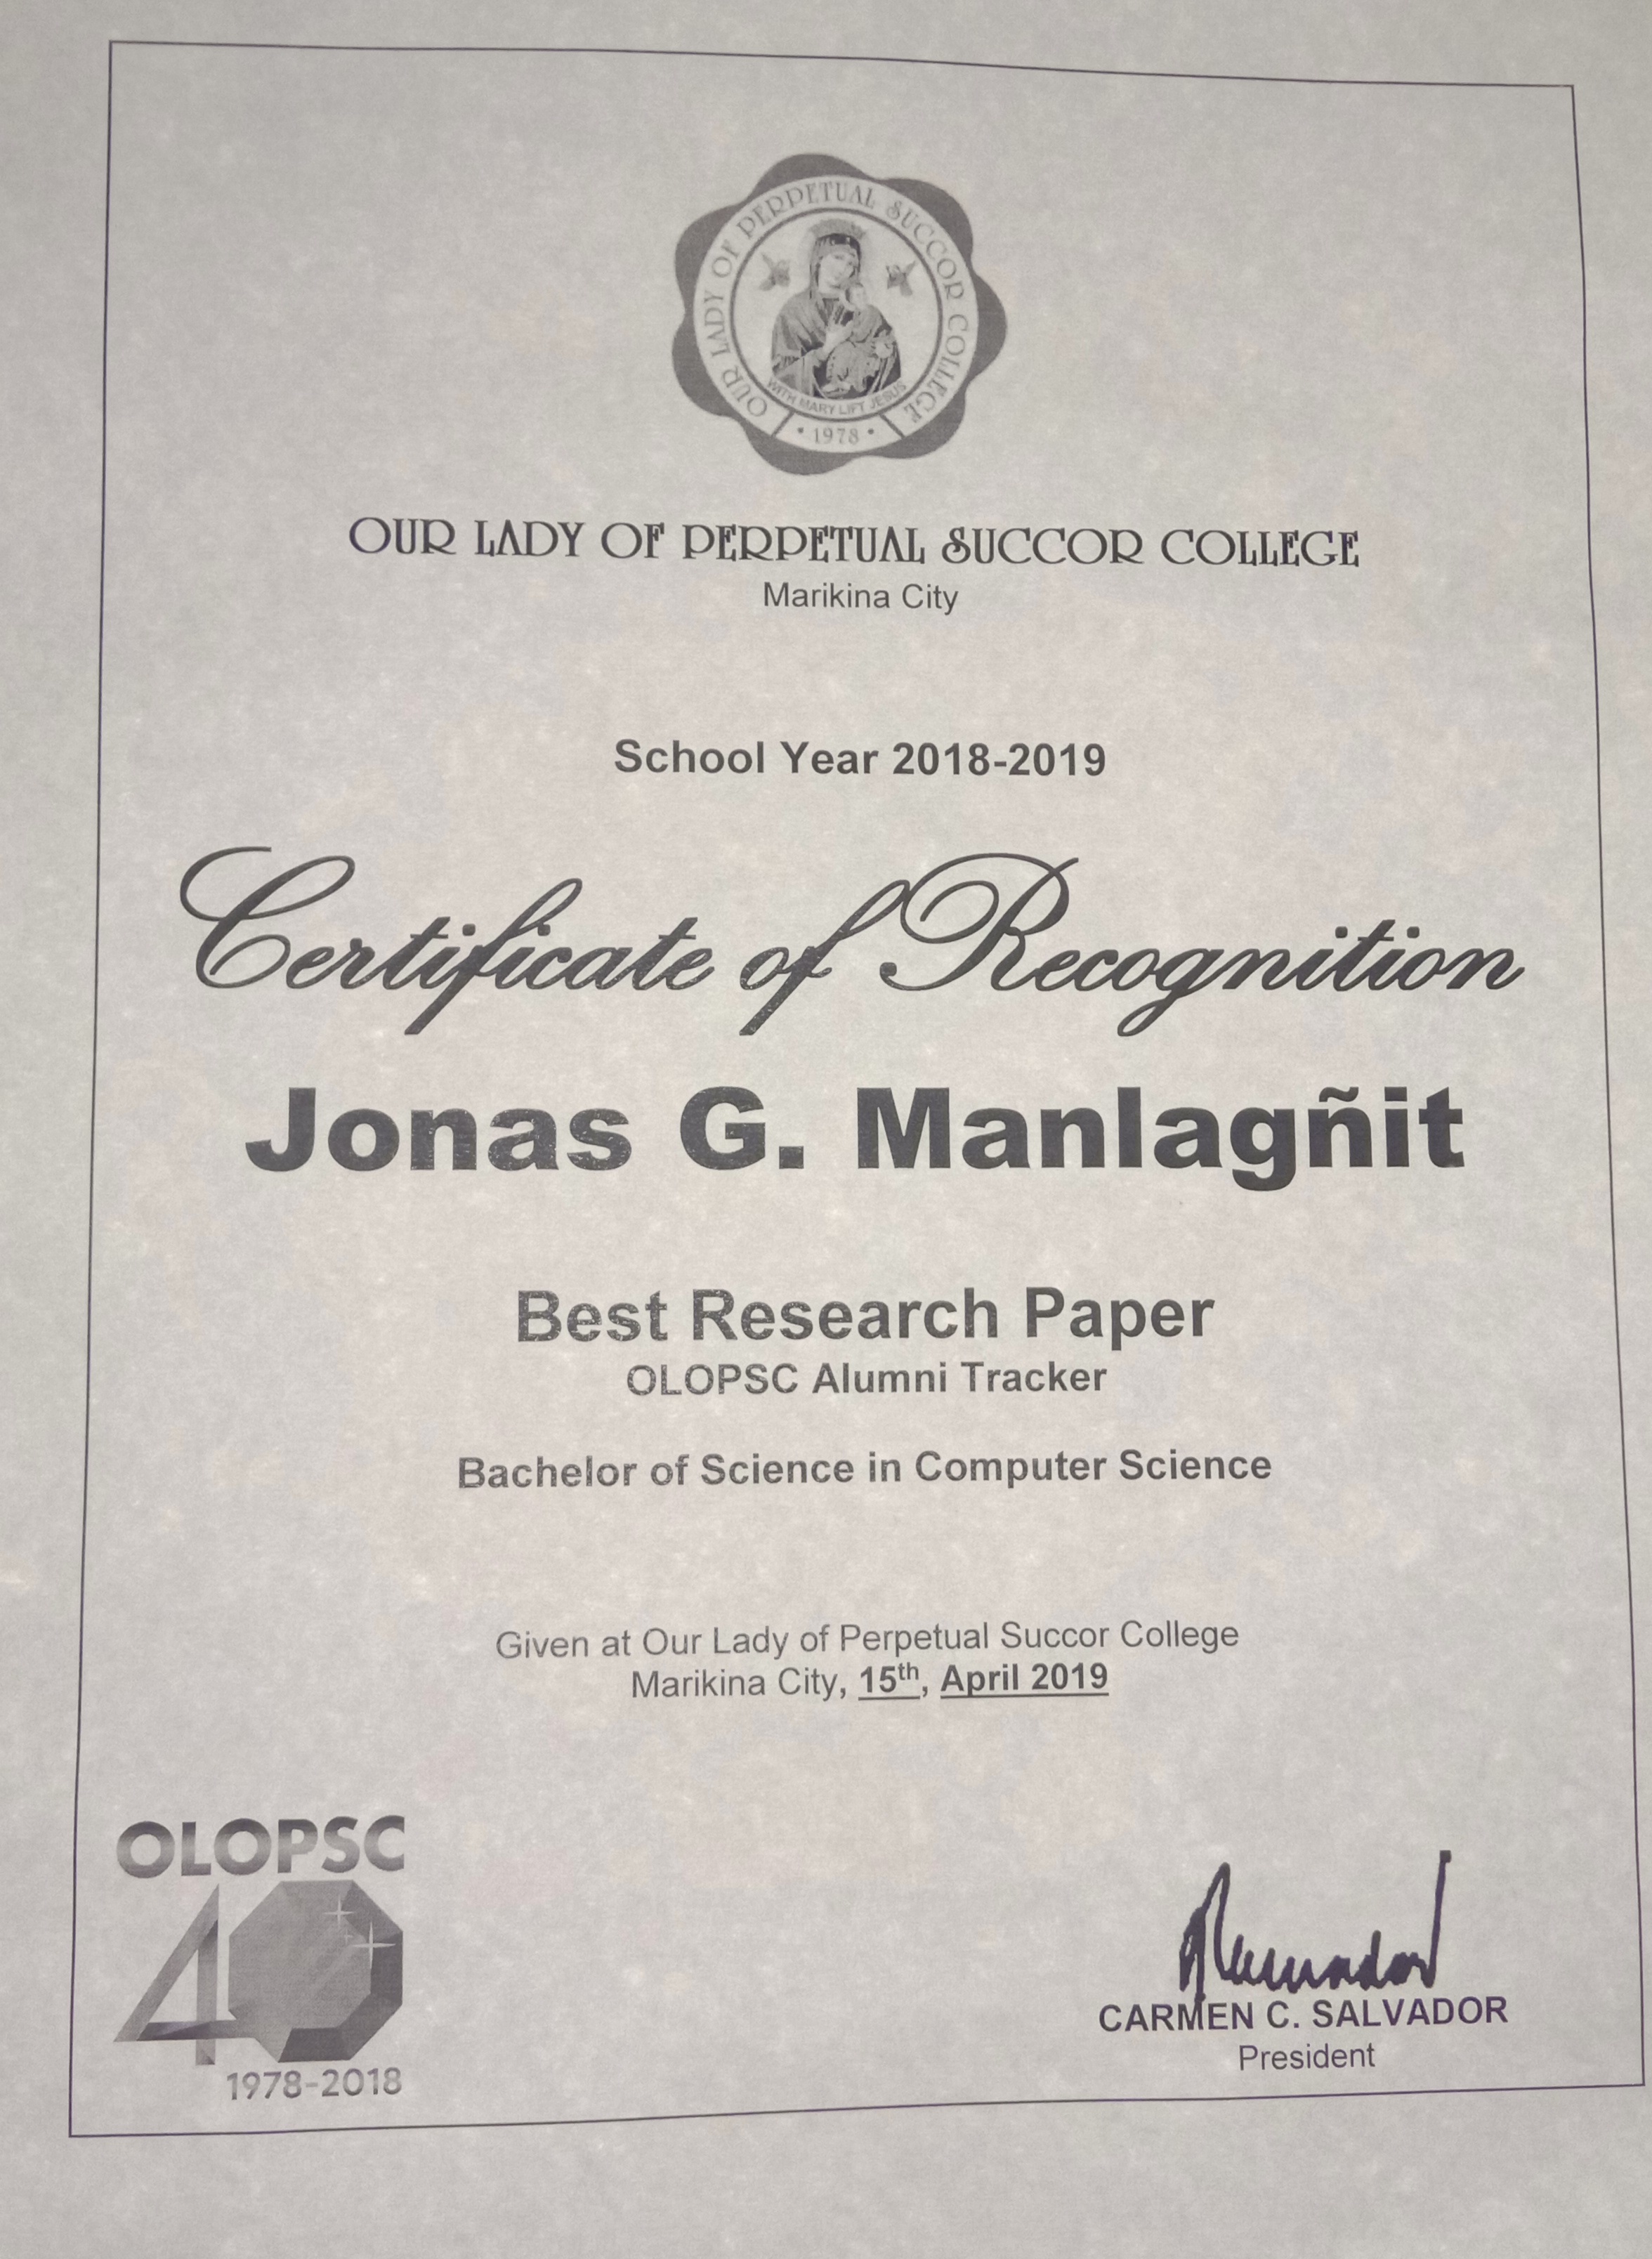 OUR LADY OF PERPETUAL SUCCOR COLLEGE
WITH MARY LIFT JESUS
• 1978 •
OUR LADY OF PERPETUAL SUCCOR COLLEGE
Marikina City
School Year 2018-2019
Certificate of Recognition
Jonas G. Manlagñit
Best Research Paper
OLOPSC Alumni Tracker
Bachelor of Science in Computer Science
Given at Our Lady of Perpetual Succor College
Marikina City, 15th, April 2019
OLOPSC
40
1978-2018
CARMEN C. SALVADOR
President